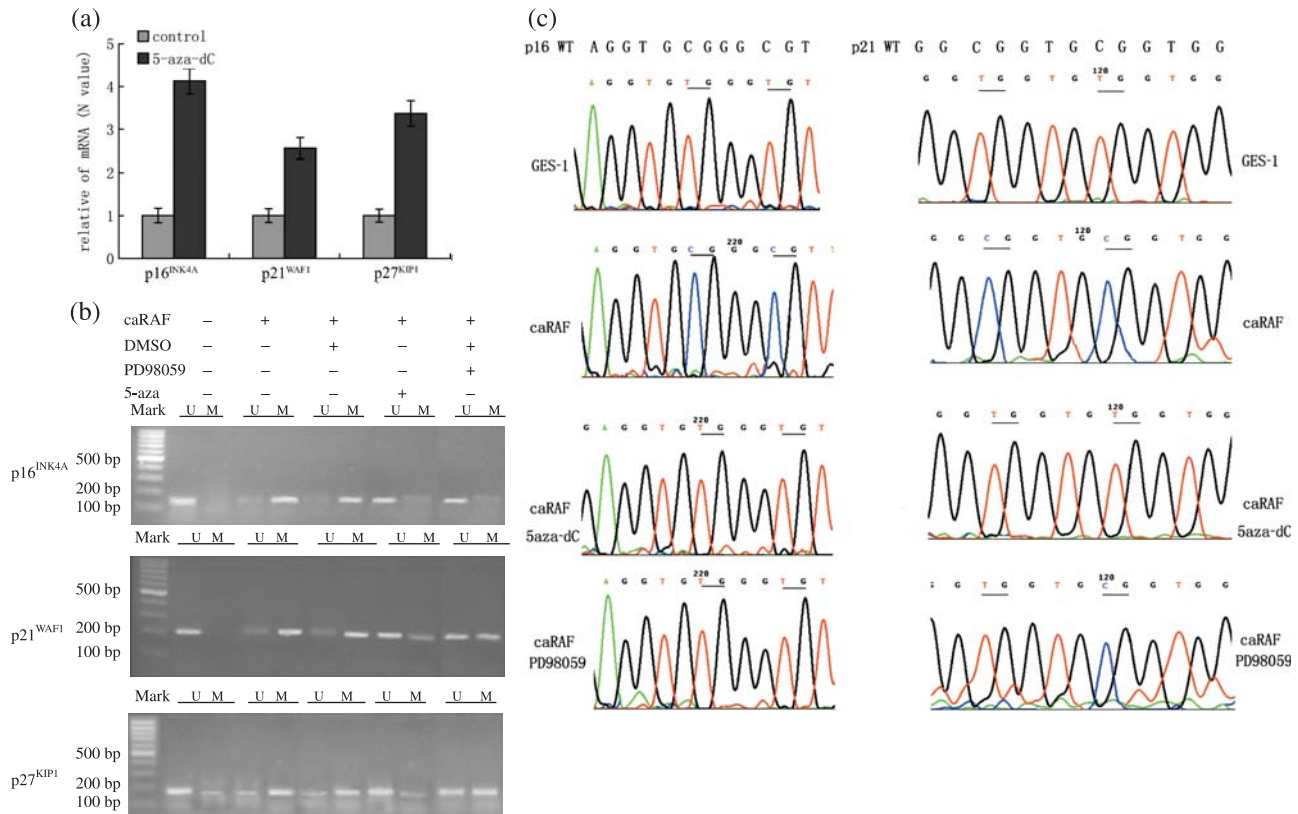 (a)
control
5-aza-dC
relative of mRNA (N value)
5
4
3
2
1
0
p16INK4A p21WAF1 p27KIP1
(b)
caRAF – + + + +
DMSO – – + – +
PD98059 – – – – +
5-aza – – – + –
Mark U M U M U M U M U M
p16INK4A
500 bp
200 bp
100 bp
Mark U M U M U M U M U M
p21WAF1
500 bp
200 bp
100 bp
Mark U M U M U M U M U M
p27KIP1
500 bp
200 bp
100 bp
(c)
p16 WT A G G T G C G G G C G T
A G G T G T G G G T G T
GES-1
220
A G G T G C G G G C G T T
caRAF
220
G A G G T G T G G G T G T
caRAF
5aza-dC
220
A G G T G T G G G T G T
caRAF
PD98059
p21 WT G G C G G T G C G G T G G
120
G G T G G T G T G G T G G
GES-1
120
G G C G G T G C G G T G G
caRAF
120
G G T G G T G T G G T G G
caRAF
5aza-dC
120
G T G G T G C G G T G G
caRAF
PD98059